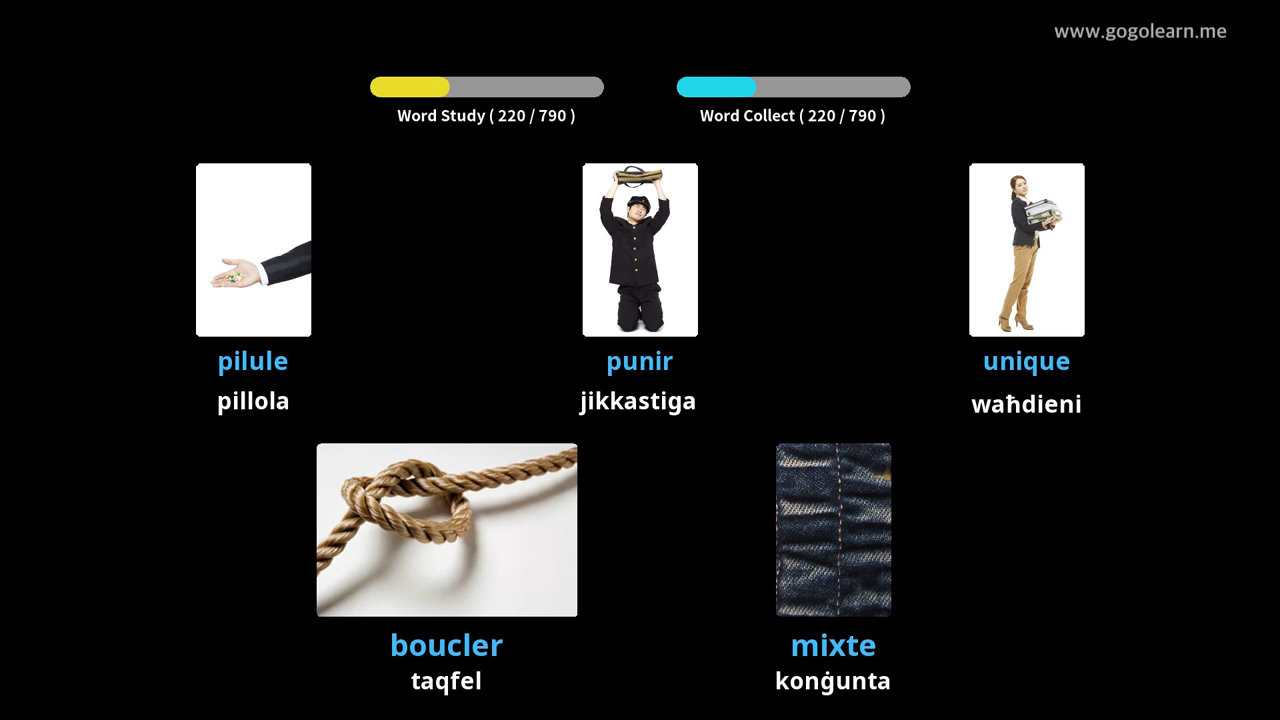 www.gogolearn.me
Word Study ( 220 / 790 )
Word Collect ( 220 / 790 )
pilule
punir
unique
pillola
jikkastiga
waħdieni
boucler
mixte
taqfel
konġunta